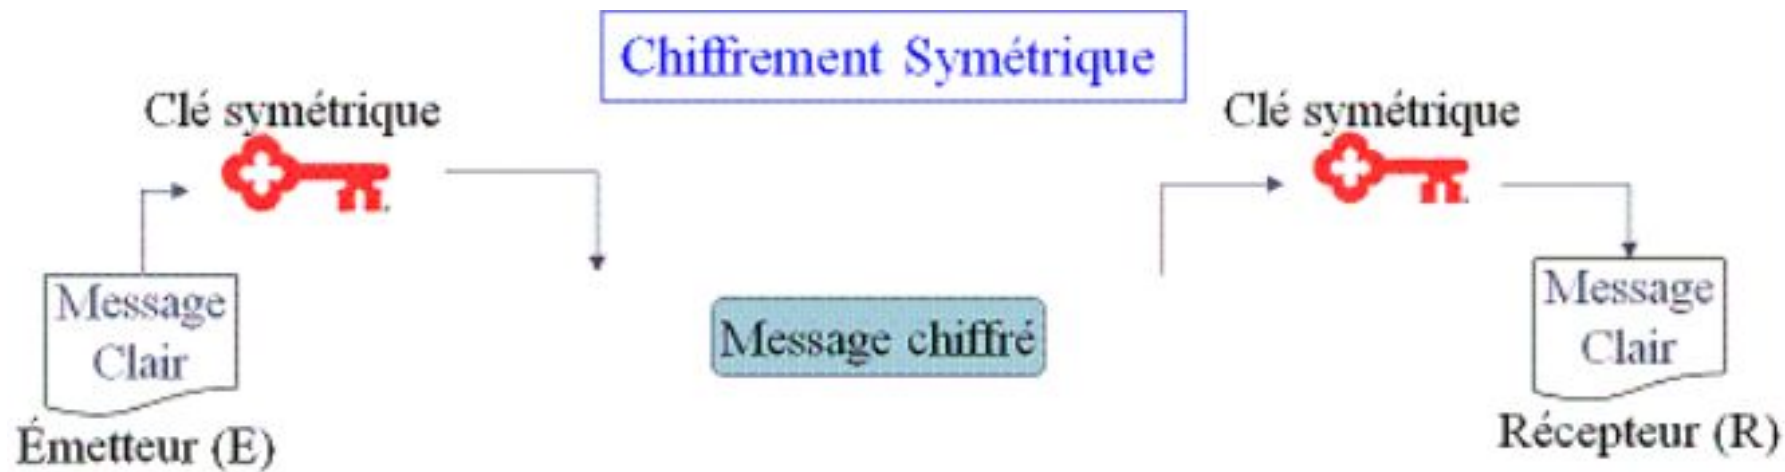 Chiffrement Symétrique
Clé symétrique
Clé symétrique
Message
Clair
Message chiffré
Message
Clair
Émetteur (E)
Récepteur (R)